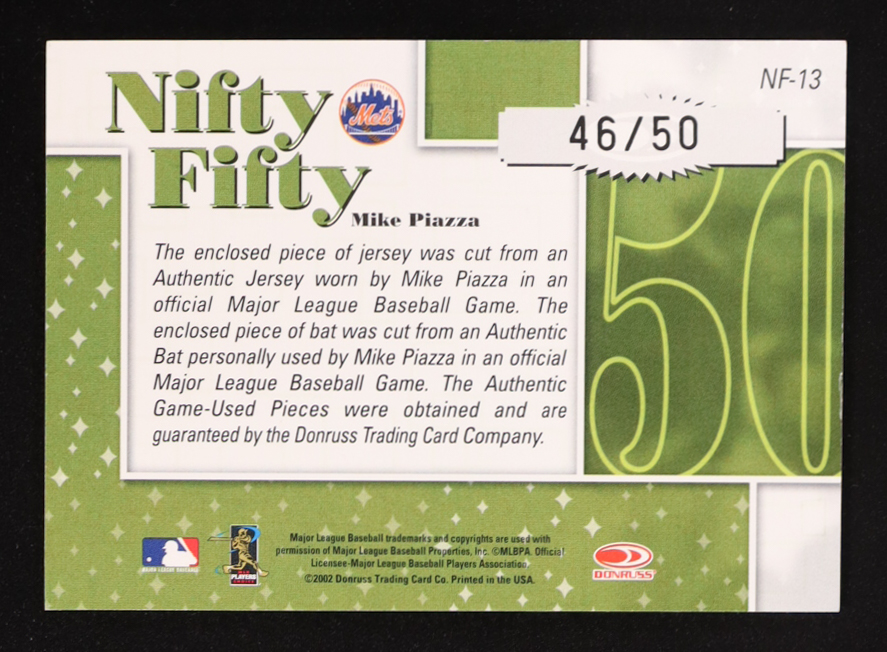 Nifty
Fifty
Mets
NF-13
46/50
50
Mike Piazza
The enclosed piece of jersey was cut from an
Authentic Jersey worn by Mike Piazza in an
official Major League Baseball Game. The
enclosed piece of bat was cut from an Authentic
Bat personally used by Mike Piazza in an official
Major League Baseball Game. The Authentic
Game-Used Pieces were obtained and are
guaranteed by the Donruss Trading Card Company.
MAJOR LEAGUE BASEBALL
PLAYERS
Major League Baseball trademarks and copyrights are used with
permission of Major League Baseball Properties, Inc. ©MLBPA. Official
Licensee-Major League Baseball Players Association.
©2002 Donruss Trading Card Co. Printed in the USA.
DONRUSS